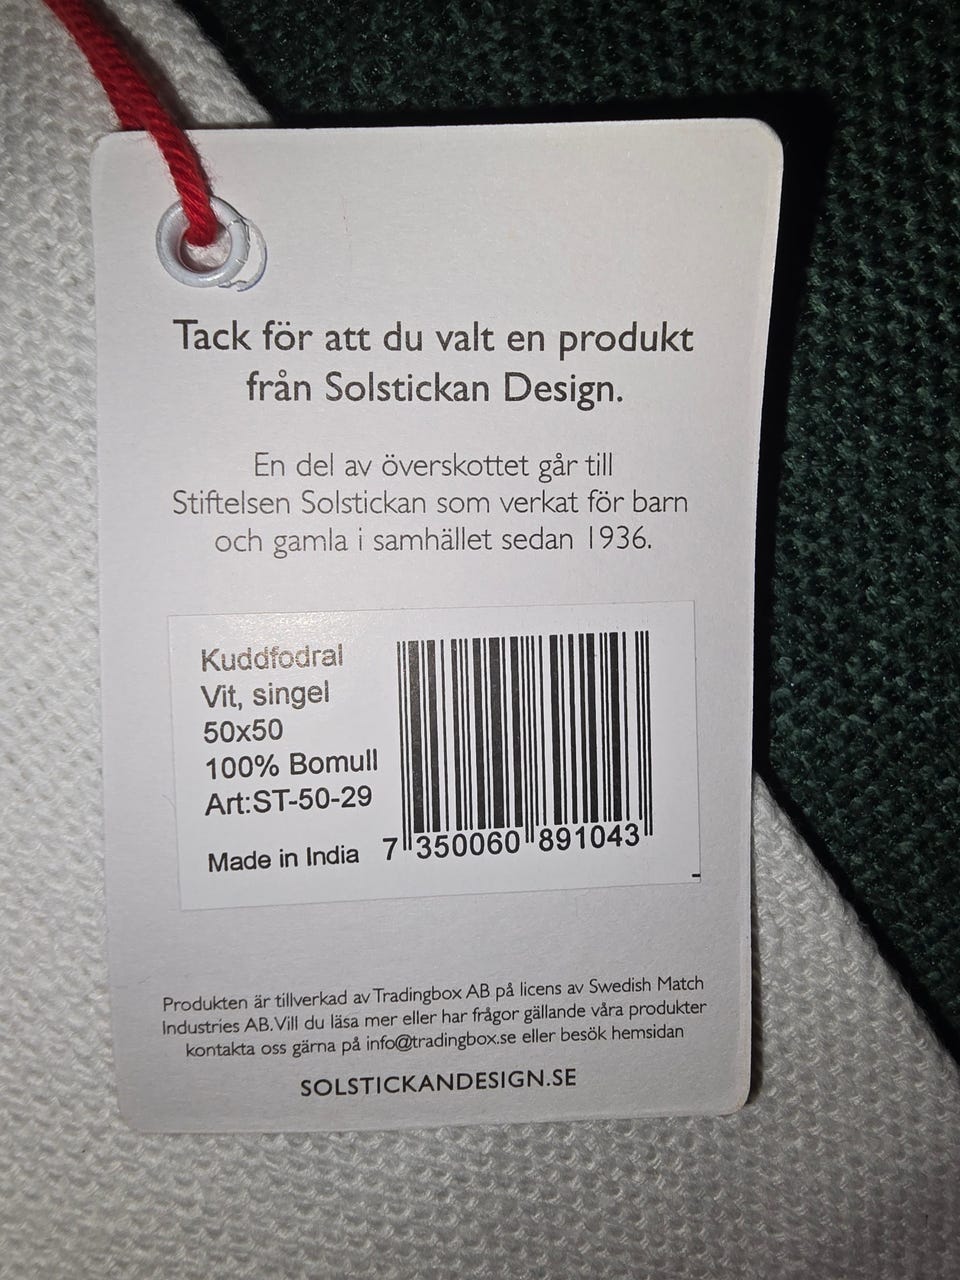 Tack för att du valt en produkt
från Solstickan Design.
En del av överskottet går till
Stiftelsen Solstickan som verkat för barn
och gamla i samhället sedan 1936.
Kuddfodral
Vit, singel
50x50
100% Bomull
Art:ST-50-29
Made in India
7 350060 891043
Produkten är tillverkad av Tradingbox AB på licens av Swedish Match
Industries AB. Vill du läsa mer eller har frågor gällande våra produkter
kontakta oss gärna på info@tradingbox.se eller besök hemsidan
SOLSTICKANDESIGN.SE